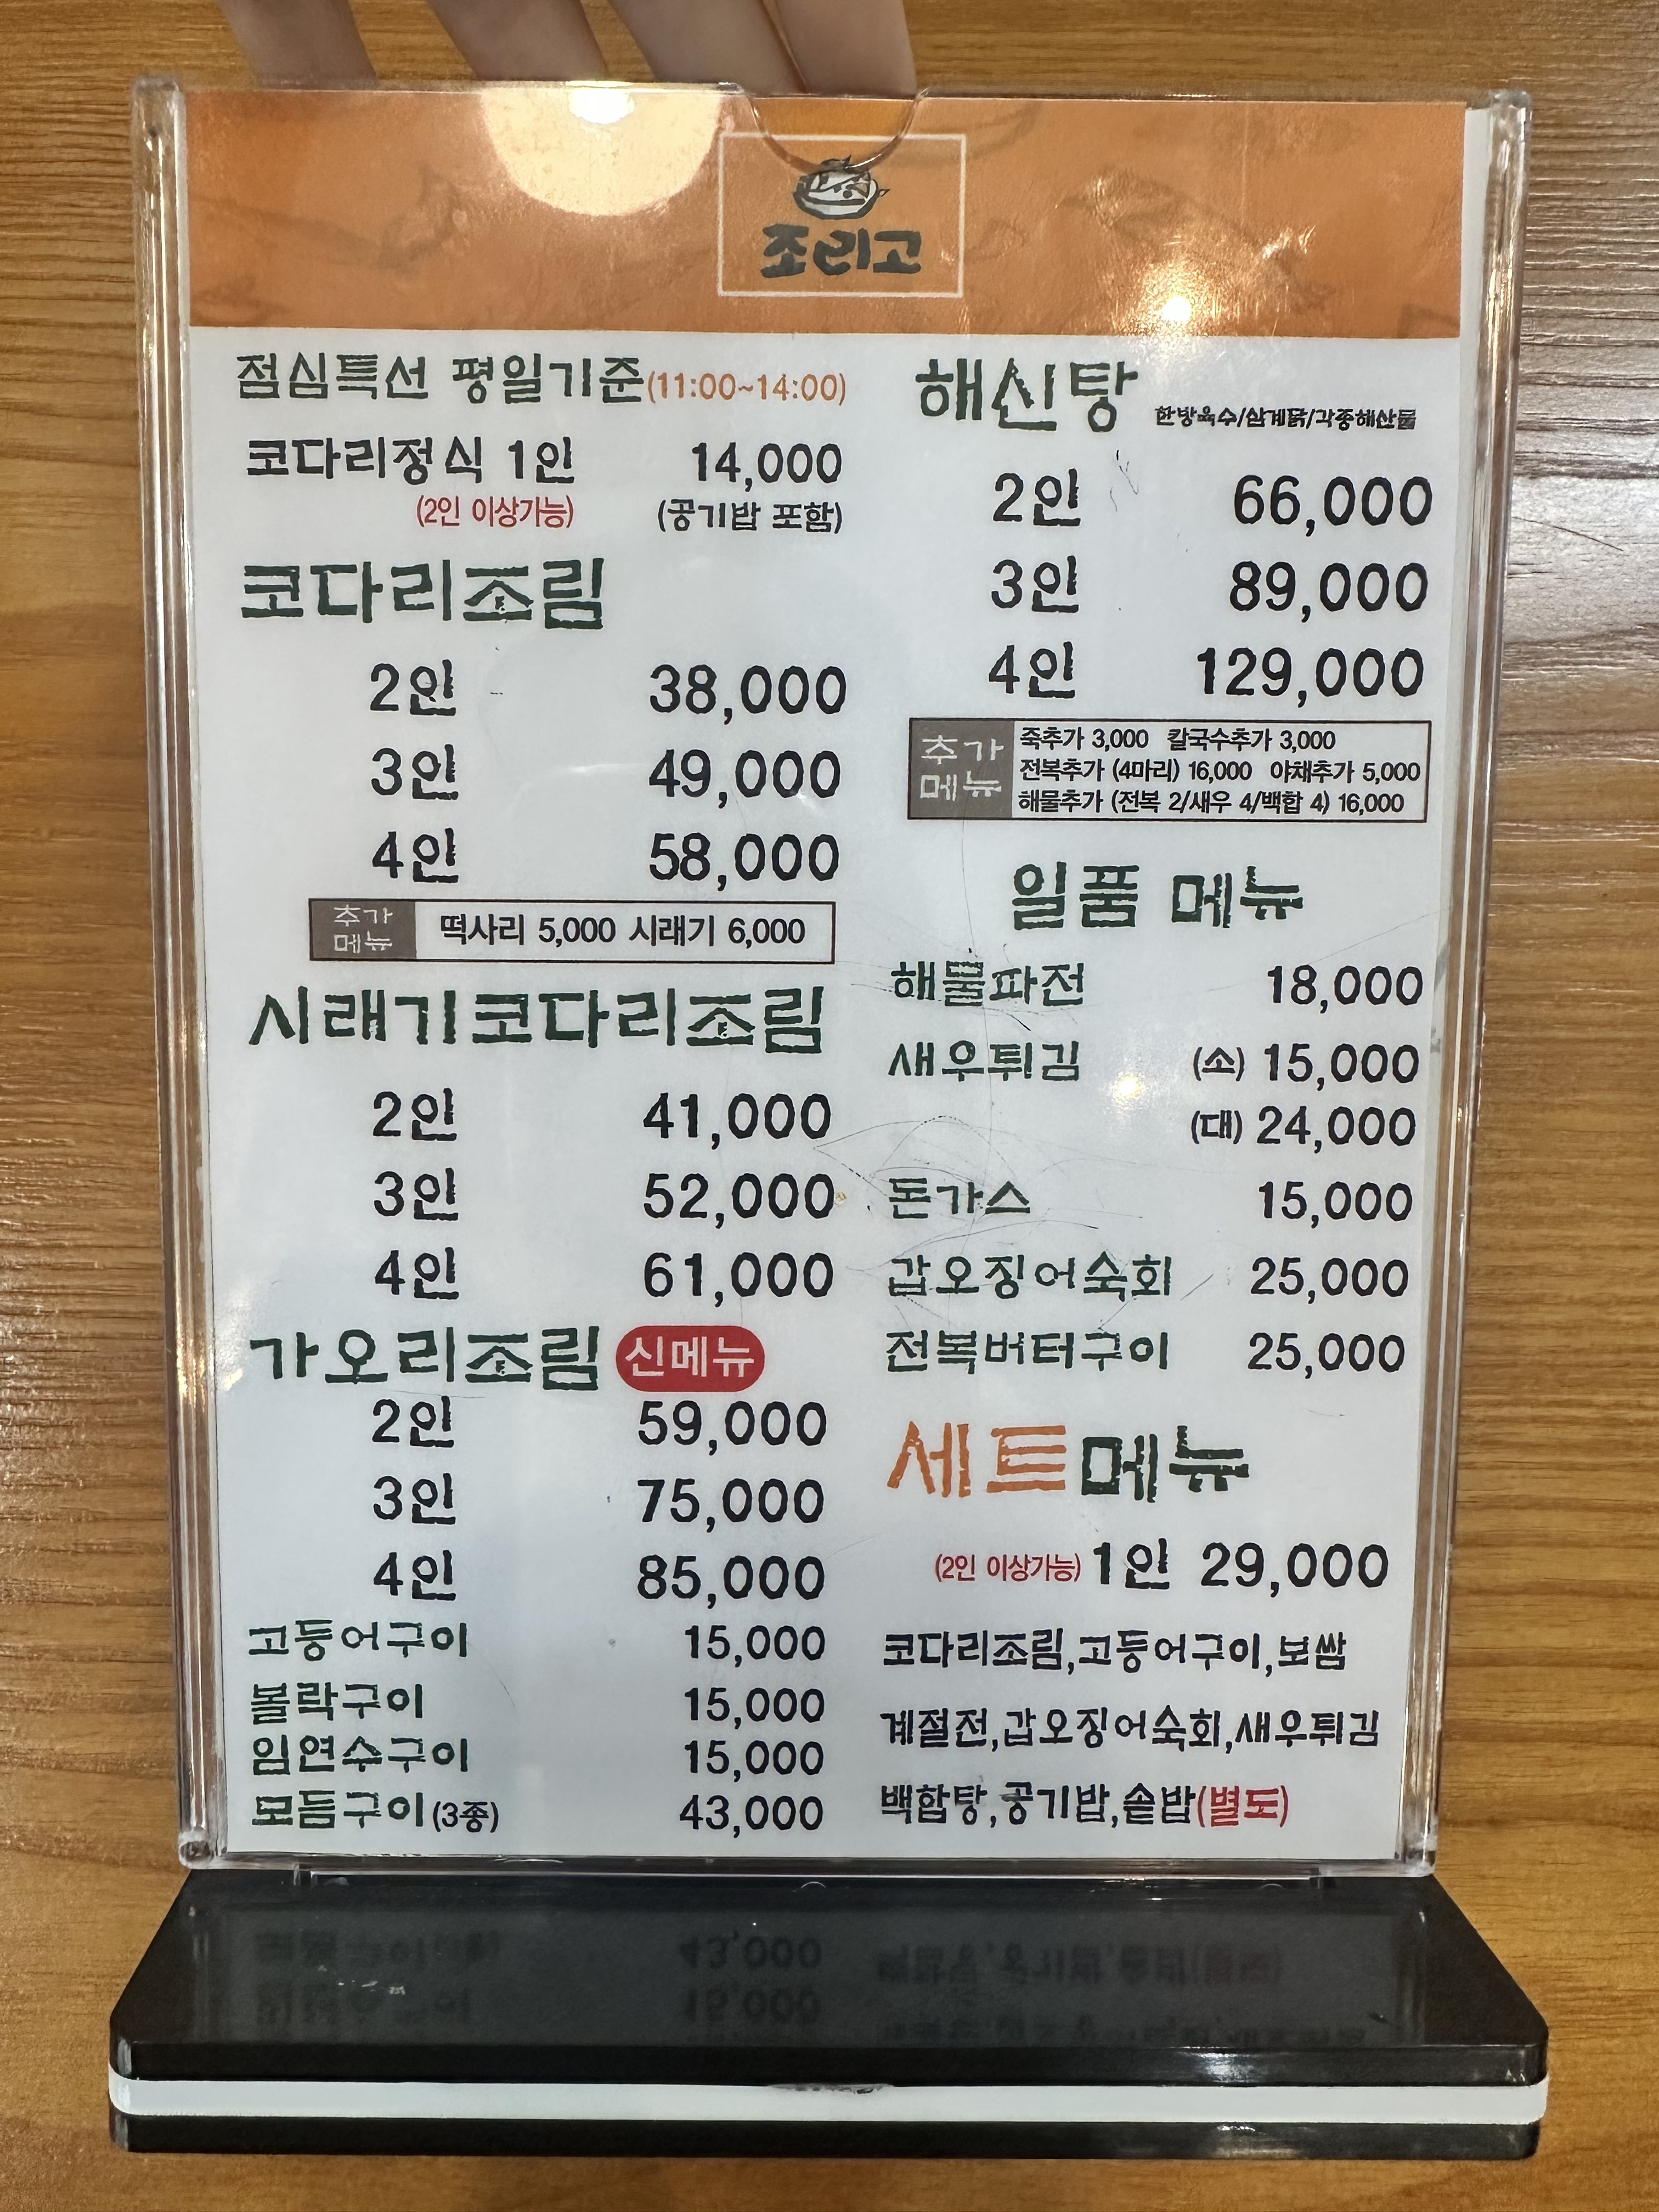 조리고
점심특선 평일기준(11:00~14:00)
코다리정식 1인 14,000
(2인 이상가능) (공기밥 포함)
코다리조림
2인 38,000
3인 49,000
4인 58,000
추가메뉴 떡사리 5,000 시래기 6,000
시래기코다리조림
2인 41,000
3인 52,000
4인 61,000
가오리조림 신메뉴
2인 59,000
3인 75,000
4인 85,000
고등어구이 15,000
볼락구이 15,000
임연수구이 15,000
모듬구이(3종) 43,000
해신탕 한방육수/삼계닭/각종해산물
2인 66,000
3인 89,000
4인 129,000
추가메뉴
죽추가 3,000 칼국수추가 3,000
전복추가 (4마리) 16,000 야채추가 5,000
해물추가 (전복 2/새우 4/백합 4) 16,000
일품 메뉴
해물파전 18,000
새우튀김 (소) 15,000
(대) 24,000
돈가스 15,000
갑오징어숙회 25,000
전복버터구이 25,000
세트메뉴
(2인 이상가능) 1인 29,000
코다리조림,고등어구이,보쌈
계절전,갑오징어숙회,새우튀김
백합탕,공기밥,솥밥(별도)